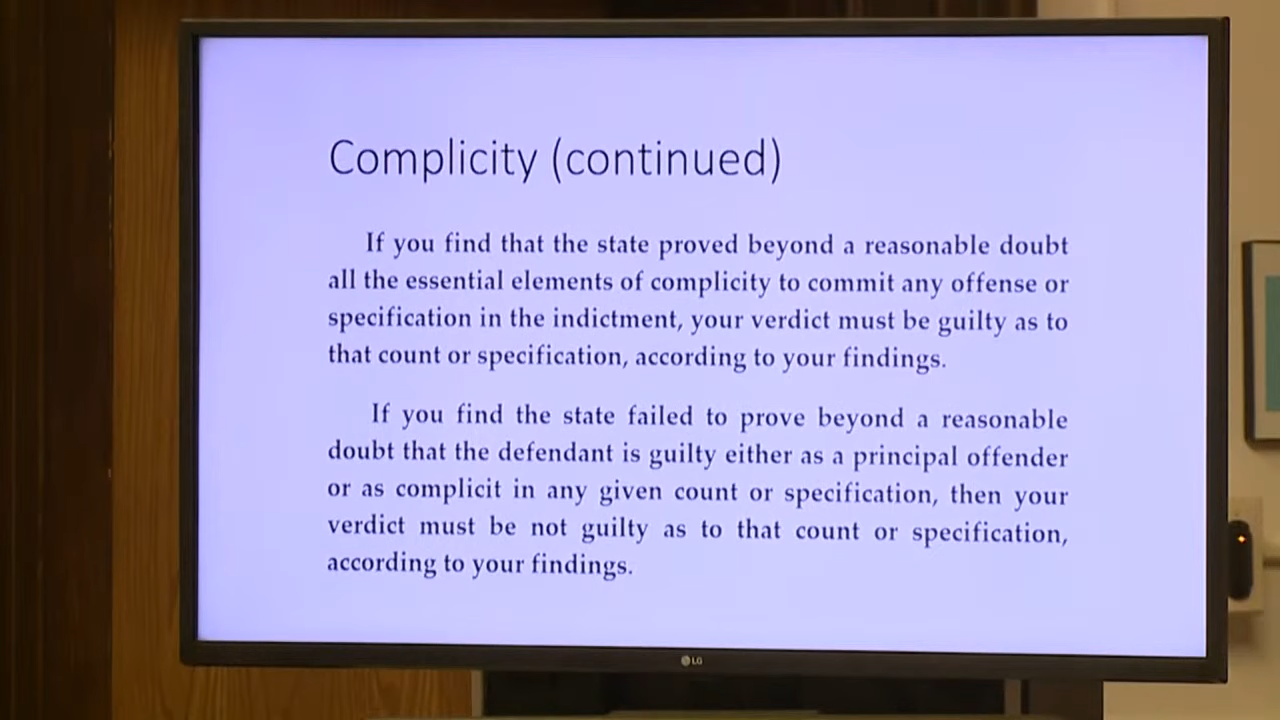 Complicity (continued)
If you find that the state proved beyond a reasonable doubt
all the essential elements of complicity to commit any offense or
specification in the indictment, your verdict must be guilty as to
that count or specification, according to your findings.
If you find the state failed to prove beyond a reasonable
doubt that the defendant is guilty either as a principal offender
or as complicit in any given count or specification, then your
verdict must be not guilty as to that count or specification,
according to your findings.
LG